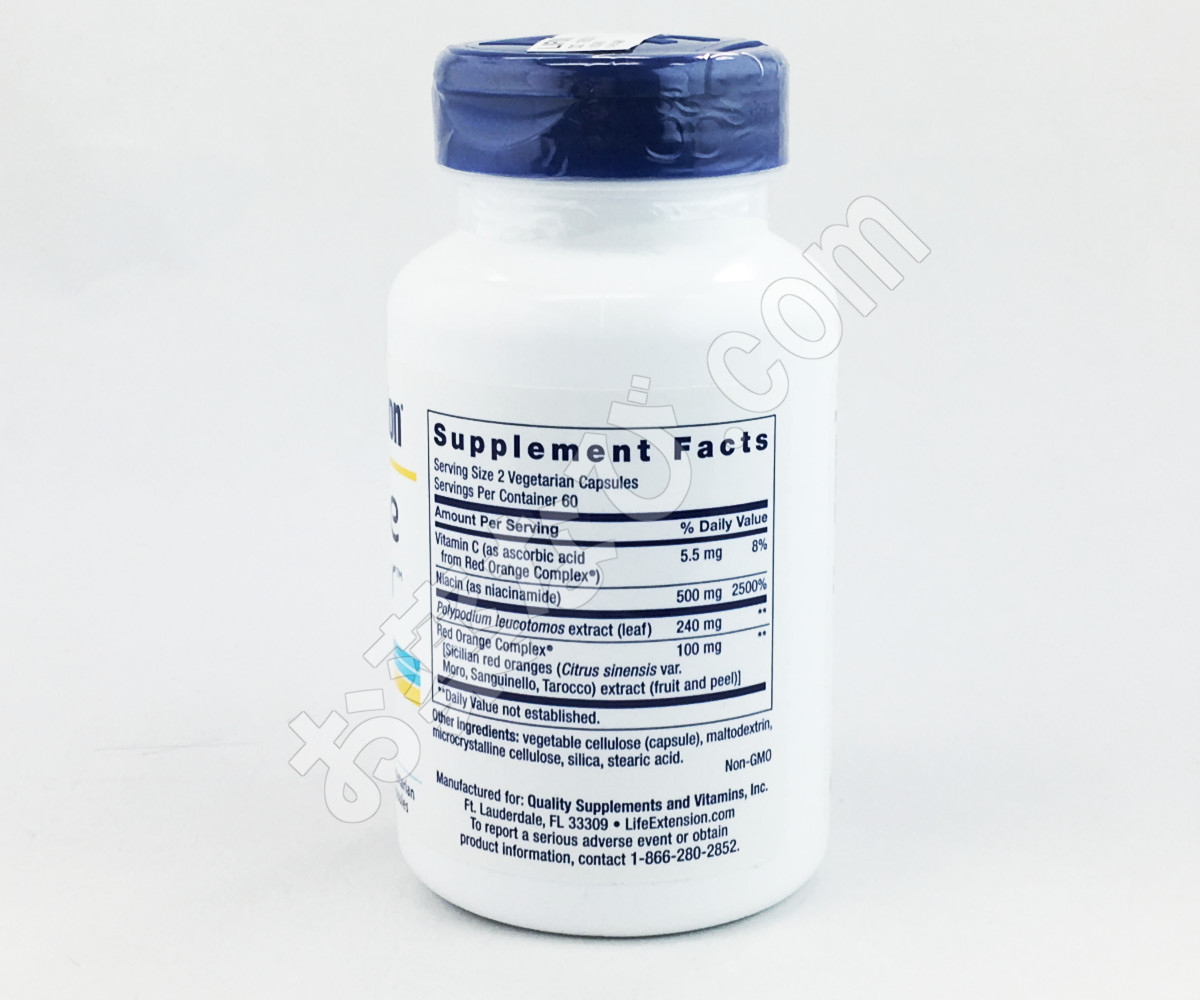 on®
e
r™
Supplement Facts
Serving Size 2 Vegetarian Capsules
Servings Per Container 60
Amount Per Serving % Daily Value
Vitamin C (as ascorbic acid 5.5 mg 8%
from Red Orange Complex®)
Niacin (as niacinamide) 500 mg 2500%
Polypodium leucotomos extract (leaf) 240 mg **
Red Orange Complex® 100 mg **
[Sicilian red oranges (Citrus sinensis var.
Moro, Sanguinello, Tarocco) extract (fruit and peel)]
**Daily Value not established.
Other ingredients: vegetable cellulose (capsule), maltodextrin,
microcrystalline cellulose, silica, stearic acid.
Non-GMO
Manufactured for: Quality Supplements and Vitamins, Inc.
Ft. Lauderdale, FL 33309 • LifeExtension.com
To report a serious adverse event or obtain
product information, contact 1-866-280-2852.
.com